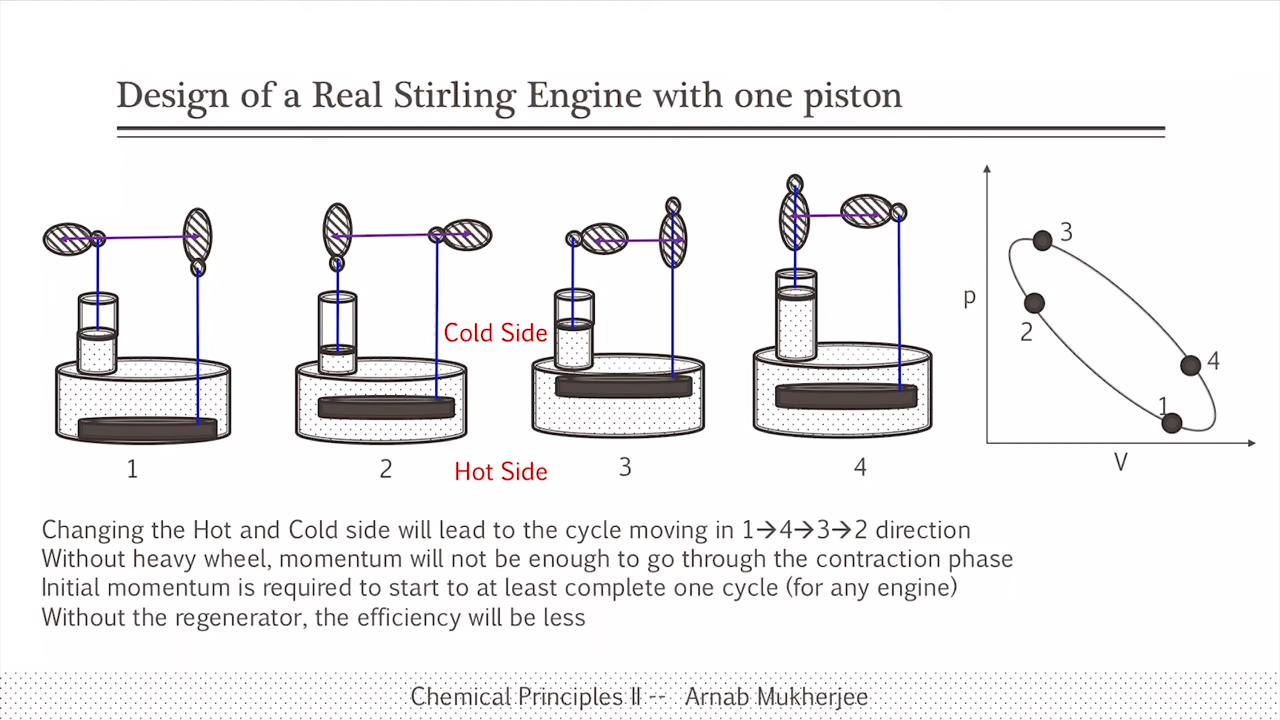 Design of a Real Stirling Engine with one piston
3
p
Cold Side
2
4
1
1
2
Hot Side
3
4
V
Changing the Hot and Cold side will lead to the cycle moving in 1→4→3→2 direction
Without heavy wheel, momentum will not be enough to go through the contraction phase
Initial momentum is required to start to at least complete one cycle (for any engine)
Without the regenerator, the efficiency will be less
Chemical Principles II -- Arnab Mukherjee